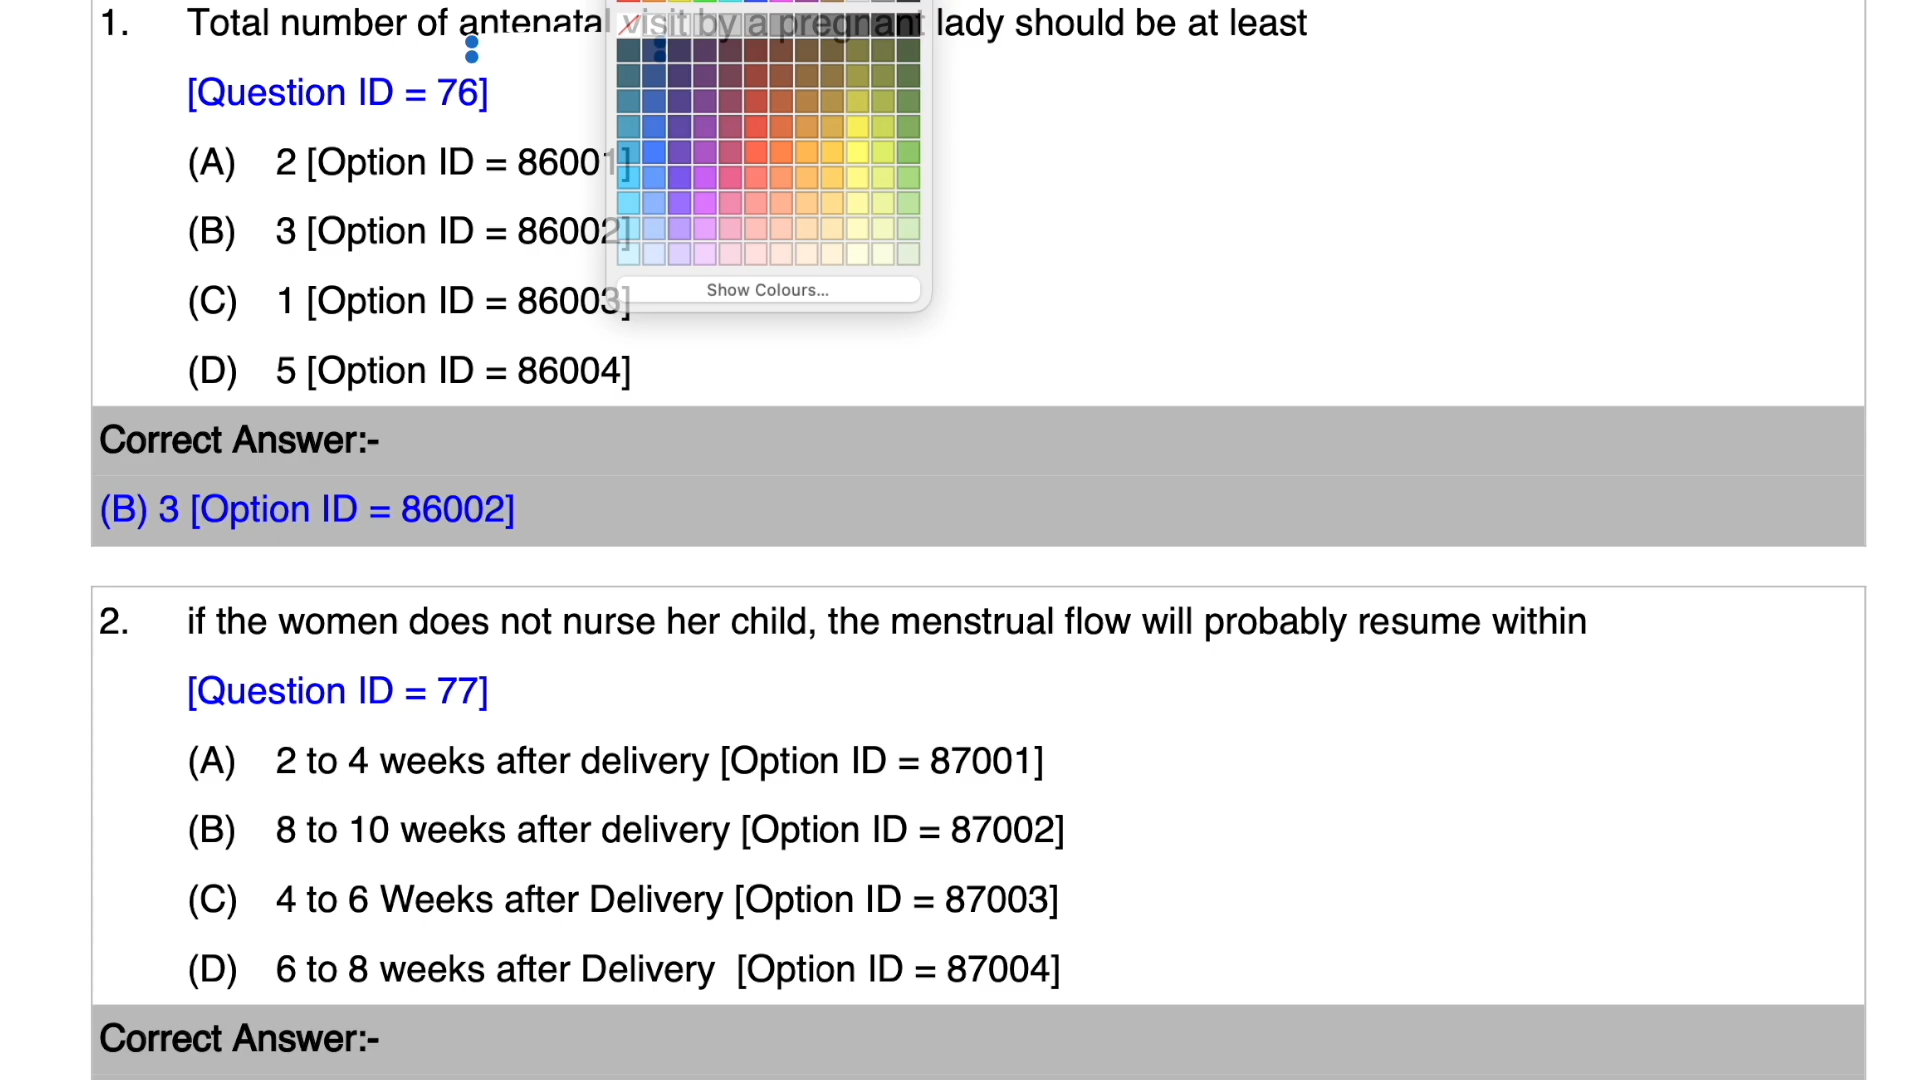 1. Total number of antenatal visit by a pregnant lady should be at least
[Question ID = 76]
(A) 2 [Option ID = 86001]
(B) 3 [Option ID = 86002]
(C) 1 [Option ID = 86003]
Show Colours...
(D) 5 [Option ID = 86004]
Correct Answer:-
(B) 3 [Option ID = 86002]
2. if the women does not nurse her child, the menstrual flow will probably resume within
[Question ID = 77]
(A) 2 to 4 weeks after delivery [Option ID = 87001]
(B) 8 to 10 weeks after delivery [Option ID = 87002]
(C) 4 to 6 Weeks after Delivery [Option ID = 87003]
(D) 6 to 8 weeks after Delivery [Option ID = 87004]
Correct Answer:-